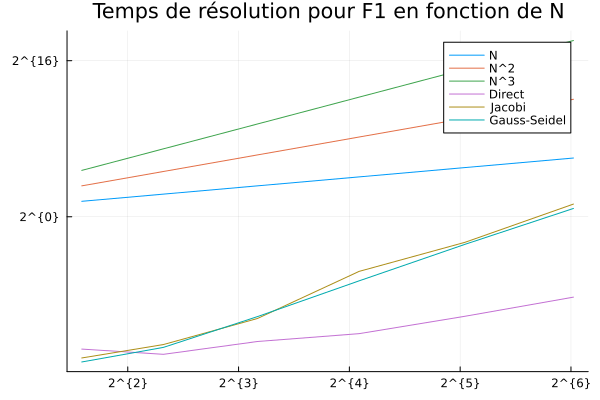 Temps de résolution pour F1 en fonction de N
2^{16}
2^{0}
N
N^2
N^3
Direct
Jacobi
Gauss-Seidel
2^{2} 2^{3} 2^{4} 2^{5} 2^{6}